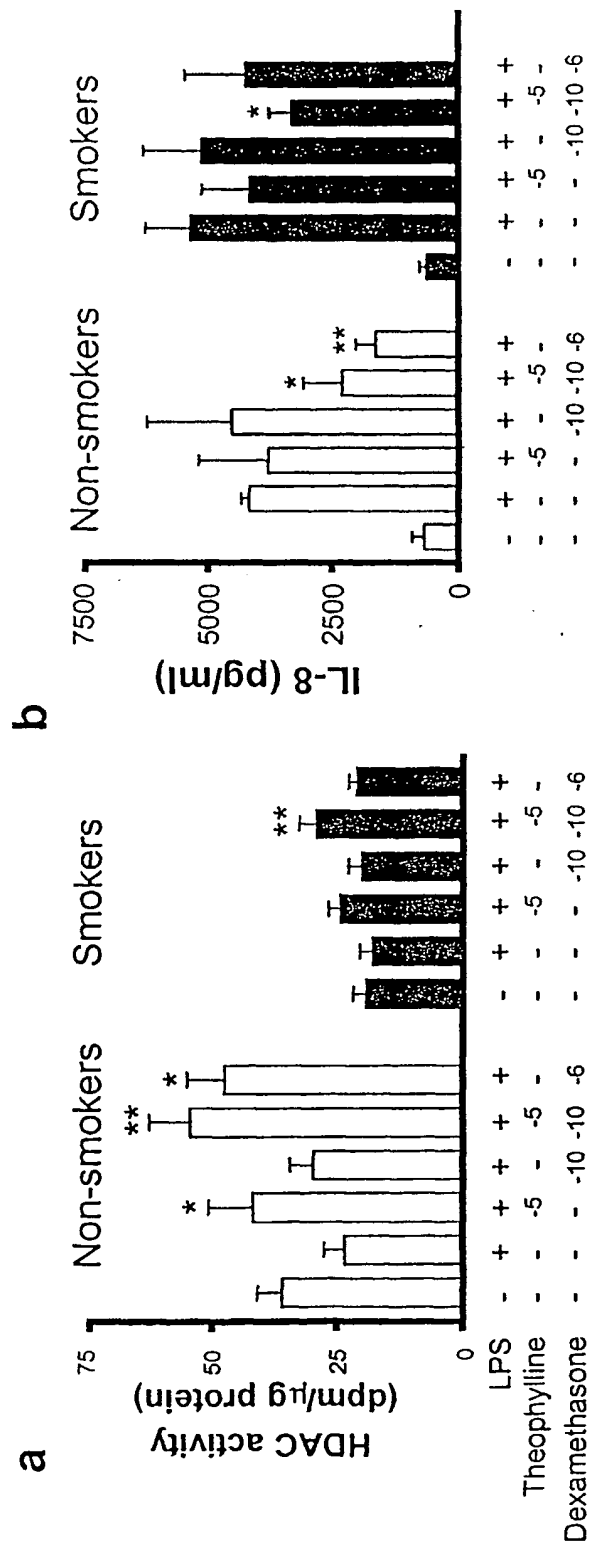 a
HDAC activity
(dpm/µg protein)
75
50
25
0
Non-smokers
Smokers
*
**
*
**
LPS - + + + + + - + + + + +
Theophylline - - -5 - -5 - - - -5 - -5 -
Dexamethasone - - - -10 -10 -6 - - - -10 -10 -6
b
IL-8 (pg/ml)
7500
5000
2500
0
Non-smokers
Smokers
*
**
*
- + + + + + - + + + + +
- - -5 - -5 - - - -5 - -5 -
- - - -10 -10 -6 - - - -10 -10 -6